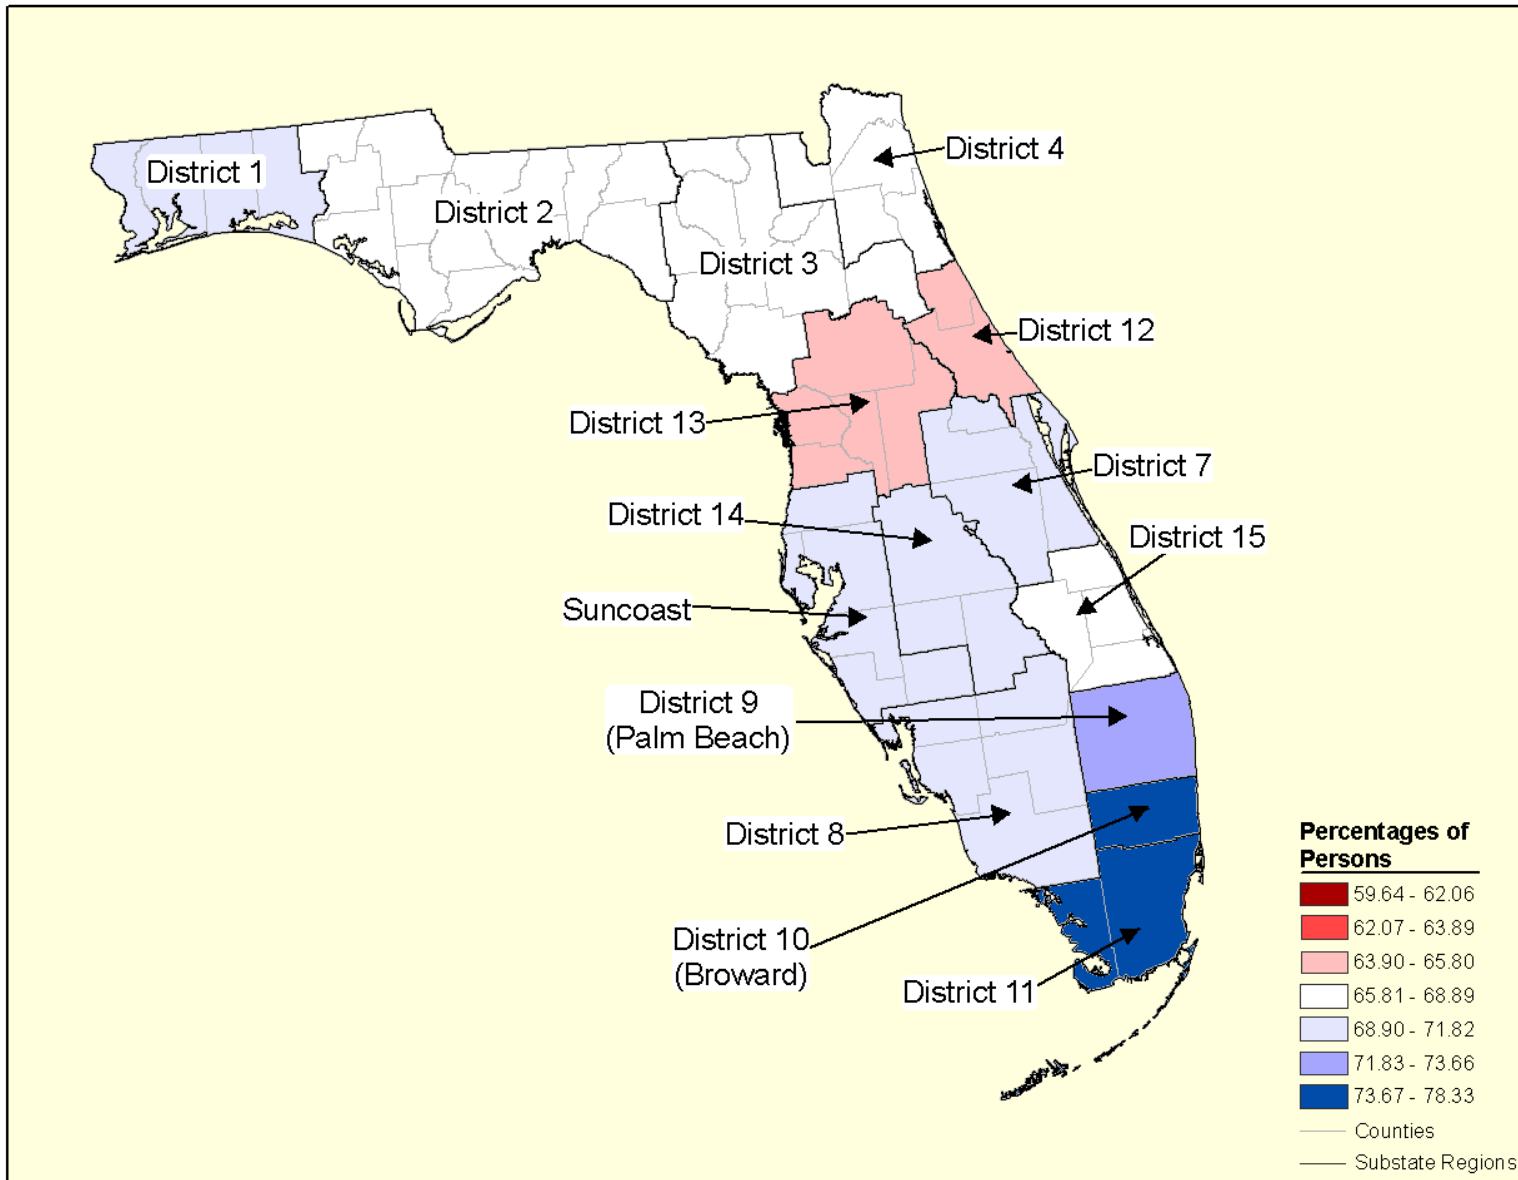 District 4
District 1
District 2
District 3
District 12
District 13
District 7
District 14
District 15
Suncoast
District 9
(Palm Beach)
District 8
District 10
(Broward)
District 11
Percentages of
Persons
59.64 - 62.06
62.07 - 63.89
63.90 - 65.80
65.81 - 68.89
68.90 - 71.82
71.83 - 73.66
73.67 - 78.33
Counties
Substate Regions